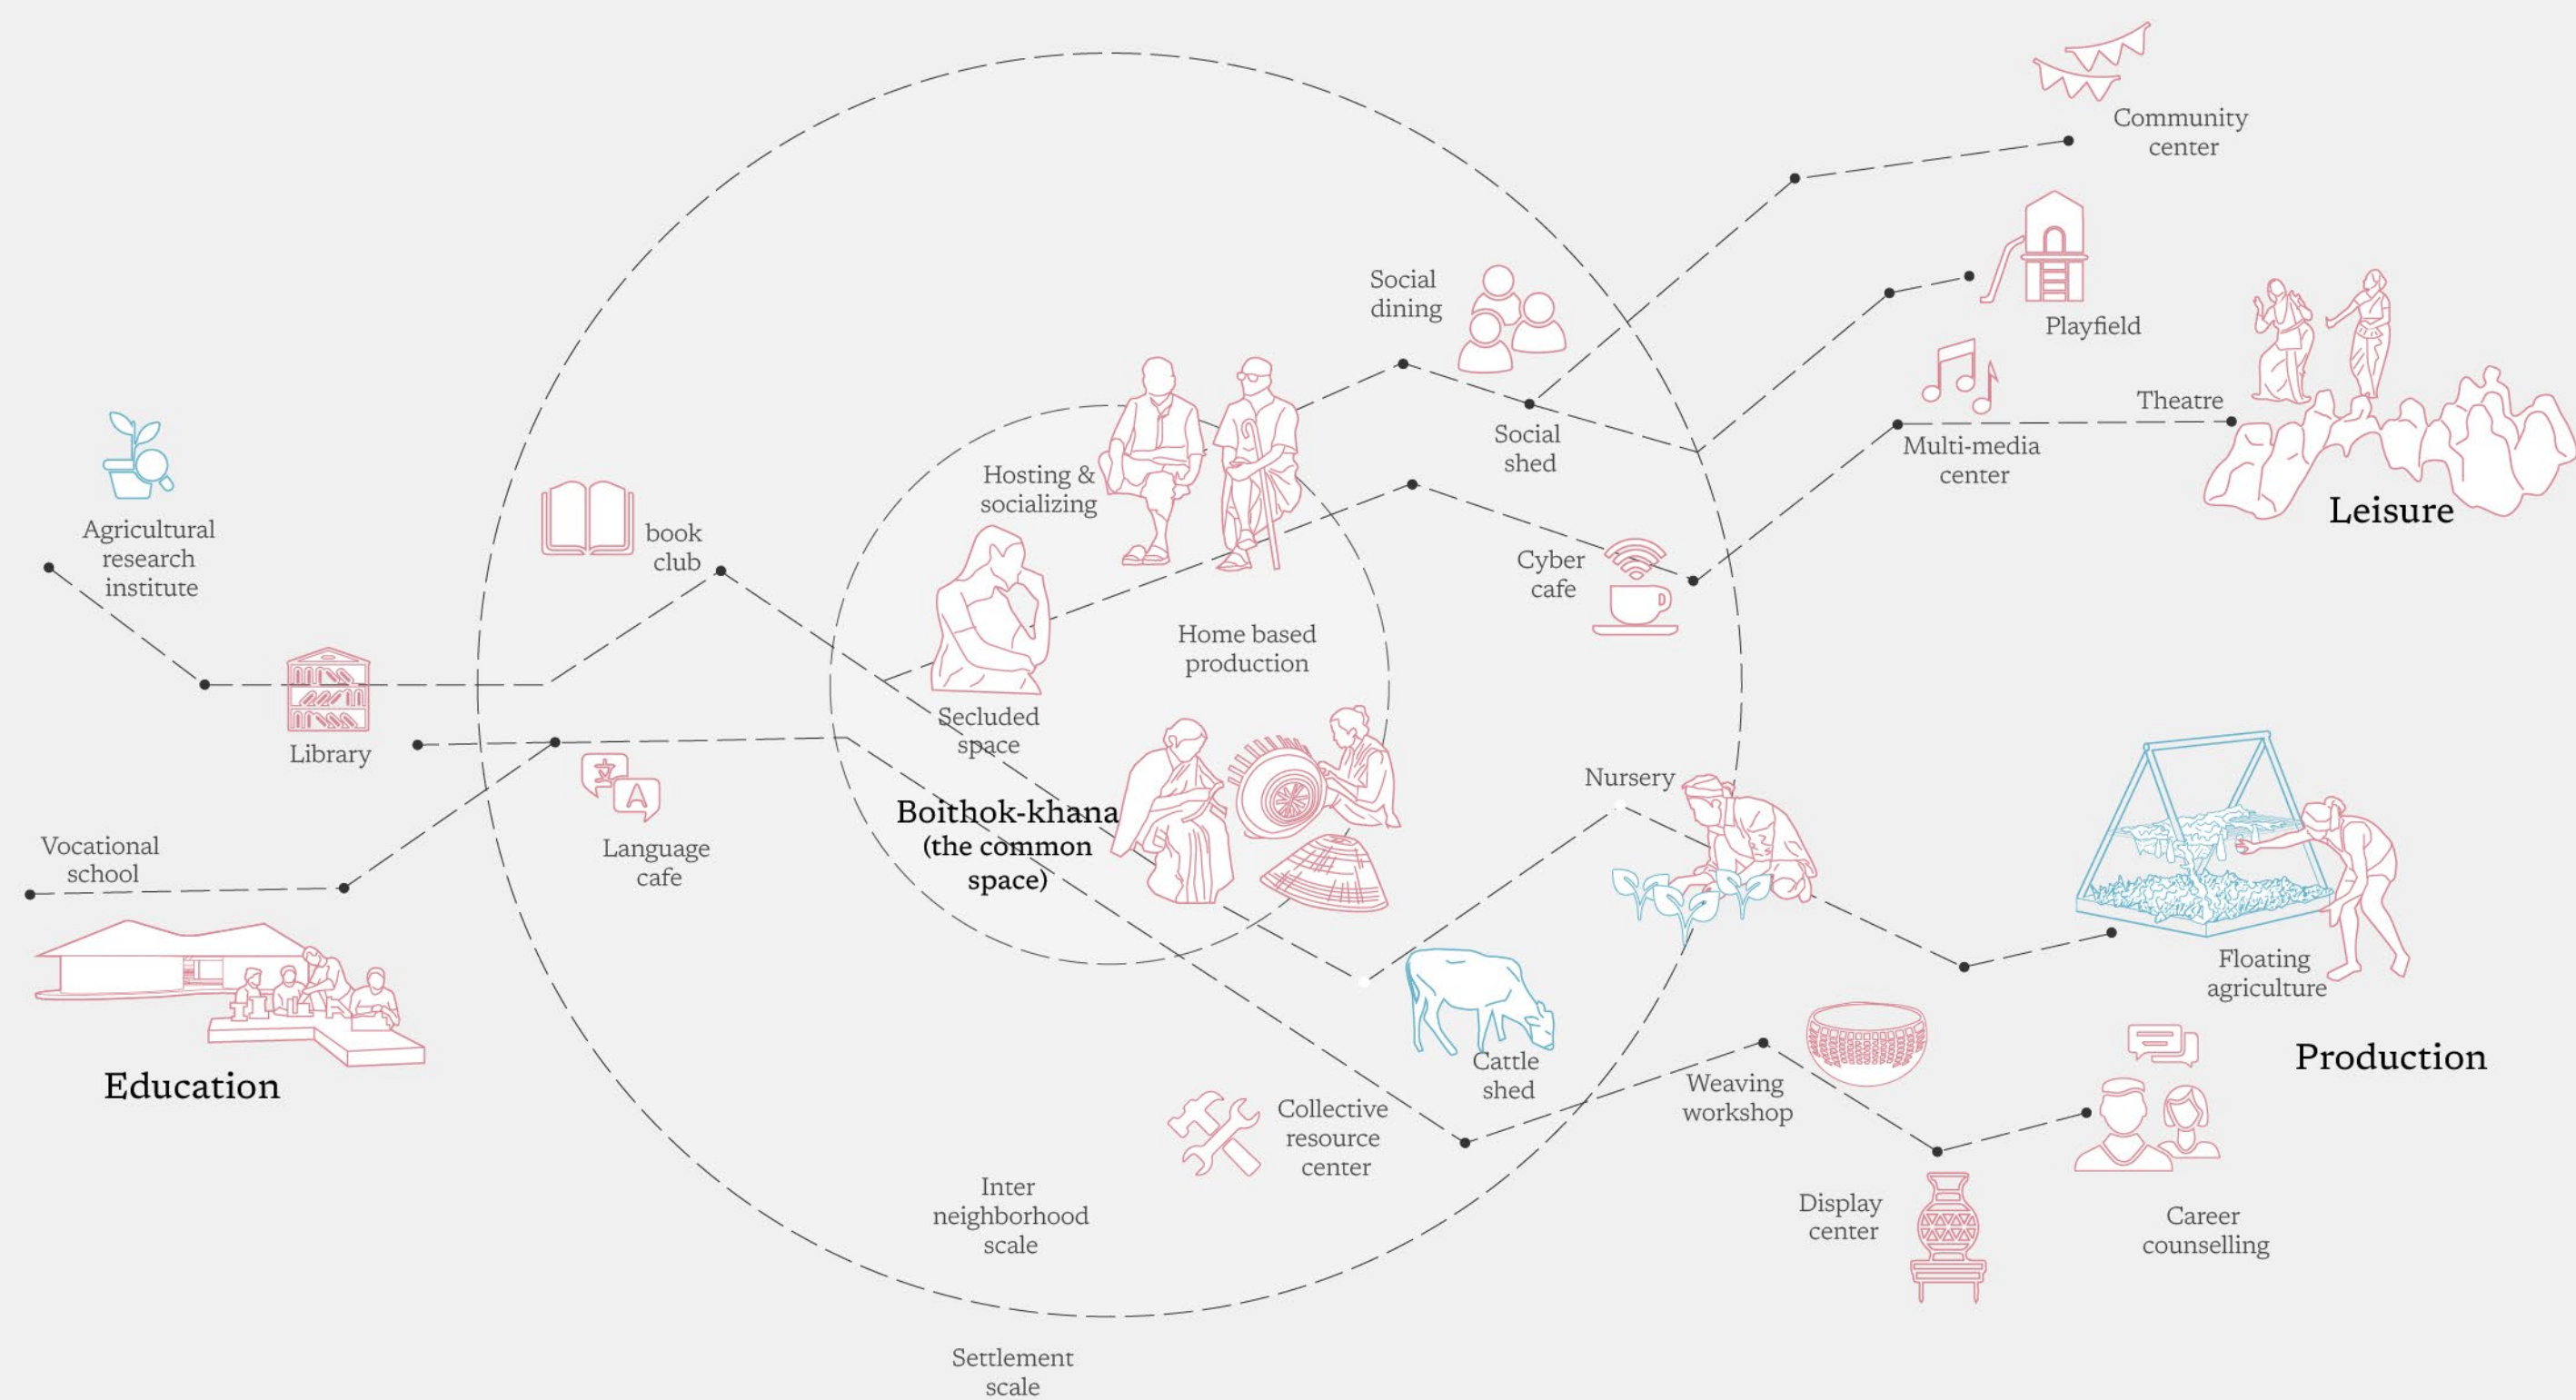 Community
center
Playfield
Social
dining
Theatre
Multi-media
center
Leisure
Social
shed
Hosting &
socializing
Agricultural
research
institute
book
club
Cyber
cafe
Home based
production
Library
Secluded
space
Boithok-khana
(the common
space)
Nursery
Vocational
school
文
A
Language
cafe
Education
Floating
agriculture
Production
Cattle
shed
Weaving
workshop
Collective
resource
center
Display
center
Career
counselling
Inter
neighborhood
scale
Settlement
scale